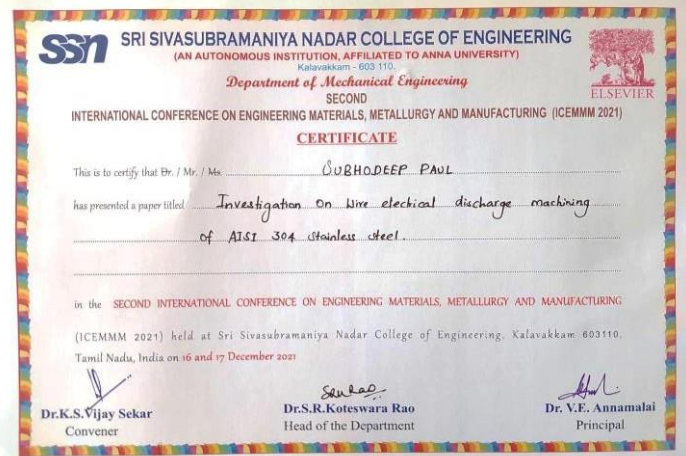 ssn
SRI SIVASUBRAMANIYA NADAR COLLEGE OF ENGINEERING
(AN AUTONOMOUS INSTITUTION, AFFILIATED TO ANNA UNIVERSITY)
Kalavakkam - 603 110.
Department of Mechanical Engineering
ELSEVIER
SECOND
INTERNATIONAL CONFERENCE ON ENGINEERING MATERIALS, METALLURGY AND MANUFACTURING (ICEMMM 2021)
CERTIFICATE
This is to certify that Dr. / Mr. / Ms. SUBHODEEP PAUL
has presented a paper titled Investigation on wire electical discharge machining
of AISI 304 stainless steel.
in the SECOND INTERNATIONAL CONFERENCE ON ENGINEERING MATERIALS, METALLURGY AND MANUFACTURING
(ICEMMM 2021) held at Sri Sivasubramaniya Nadar College of Engineering, Kalavakkam 603110,
Tamil Nadu, India on 16 and 17 December 2021
Dr.K.S.Vijay Sekar
Convener
Dr.S.R.Koteswara Rao
Head of the Department
Dr. V.E. Annamalai
Principal